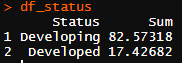 > df_status
Status Sum
1 Developing 82.57318
2 Developed 17.42682